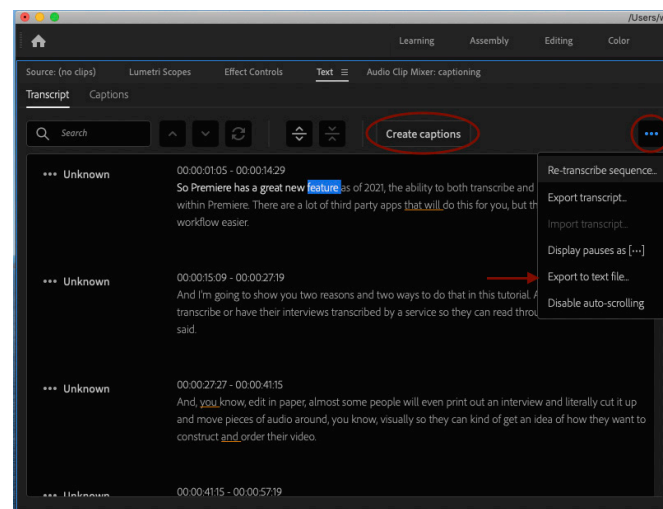 /Users/v
Learning Assembly Editing Color
Source: (no clips) Lumetri Scopes Effect Controls Text Audio Clip Mixer: captioning
Transcript Captions
Search Create captions
Unknown 00:00:01:05 - 00:00:14:29
So Premiere has a great new feature as of 2021, the ability to both transcribe and
within Premiere. There are a lot of third party apps that will do this for you, but th
workflow easier.
Re-transcribe sequence...
Export transcript...
Import transcript...
Display pauses as [...]
Export to text file...
Disable auto-scrolling
Unknown 00:00:15:09 - 00:00:27:19
And I'm going to show you two reasons and two ways to do that in this tutorial. A
transcribe or have their interviews transcribed by a service so they can read throu
said.
Unknown 00:00:27:27 - 00:00:41:15
And, you know, edit in paper, almost some people will even print out an interview and literally cut it up
and move pieces of audio around, you know, visually so they can kind of get an idea of how they want to
construct and order their video.
Unknown 00:00:41:15 - 00:00:57:19